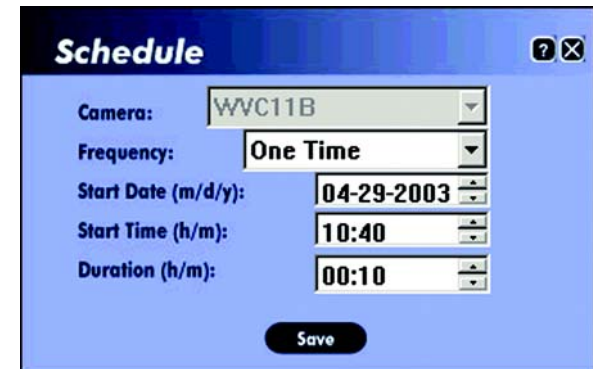 Schedule ? X
Camera: WVC11B
Frequency: One Time
Start Date (m/d/y): 04-29-2003
Start Time (h/m): 10:40
Duration (h/m): 00:10
Save